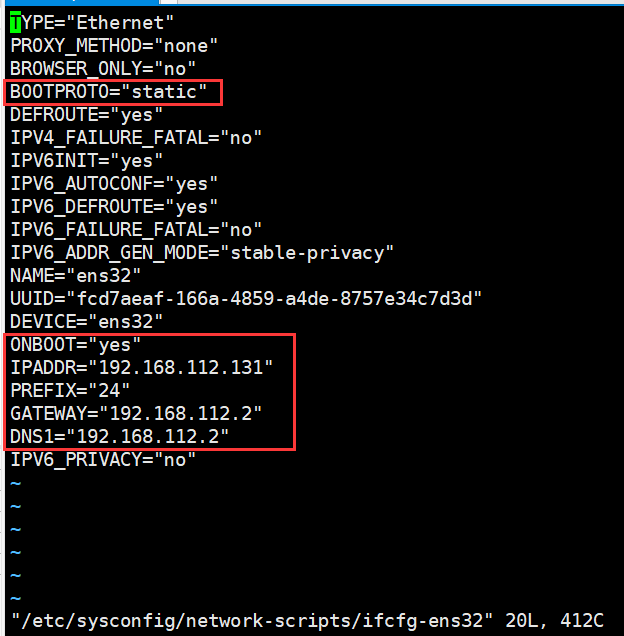 TYPE="Ethernet"
PROXY_METHOD="none"
BROWSER_ONLY="no"
BOOTPROTO="static"
DEFROUTE="yes"
IPV4_FAILURE_FATAL="no"
IPV6INIT="yes"
IPV6_AUTOCONF="yes"
IPV6_DEFROUTE="yes"
IPV6_FAILURE_FATAL="no"
IPV6_ADDR_GEN_MODE="stable-privacy"
NAME="ens32"
UUID="fcd7aeaf-166a-4859-a4de-8757e34c7d3d"
DEVICE="ens32"
ONBOOT="yes"
IPADDR="192.168.112.131"
PREFIX="24"
GATEWAY="192.168.112.2"
DNS1="192.168.112.2"
IPV6_PRIVACY="no"
~
~
~
~
~
~
"/etc/sysconfig/network-scripts/ifcfg-ens32" 20L, 412C